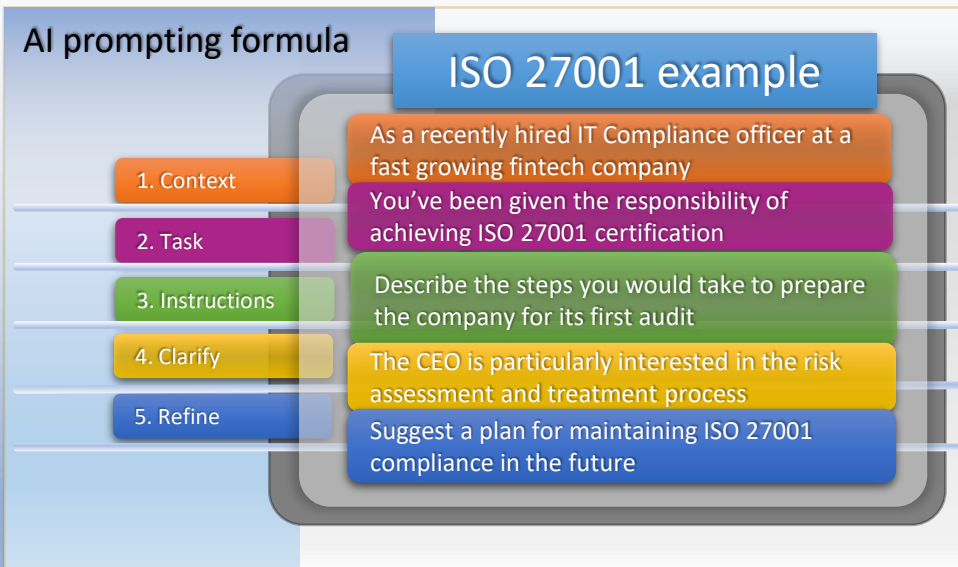 AI prompting formula
ISO 27001 example
1. Context
As a recently hired IT Compliance officer at a
fast growing fintech company
2. Task
You’ve been given the responsibility of
achieving ISO 27001 certification
3. Instructions
Describe the steps you would take to prepare
the company for its first audit
4. Clarify
The CEO is particularly interested in the risk
assessment and treatment process
5. Refine
Suggest a plan for maintaining ISO 27001
compliance in the future